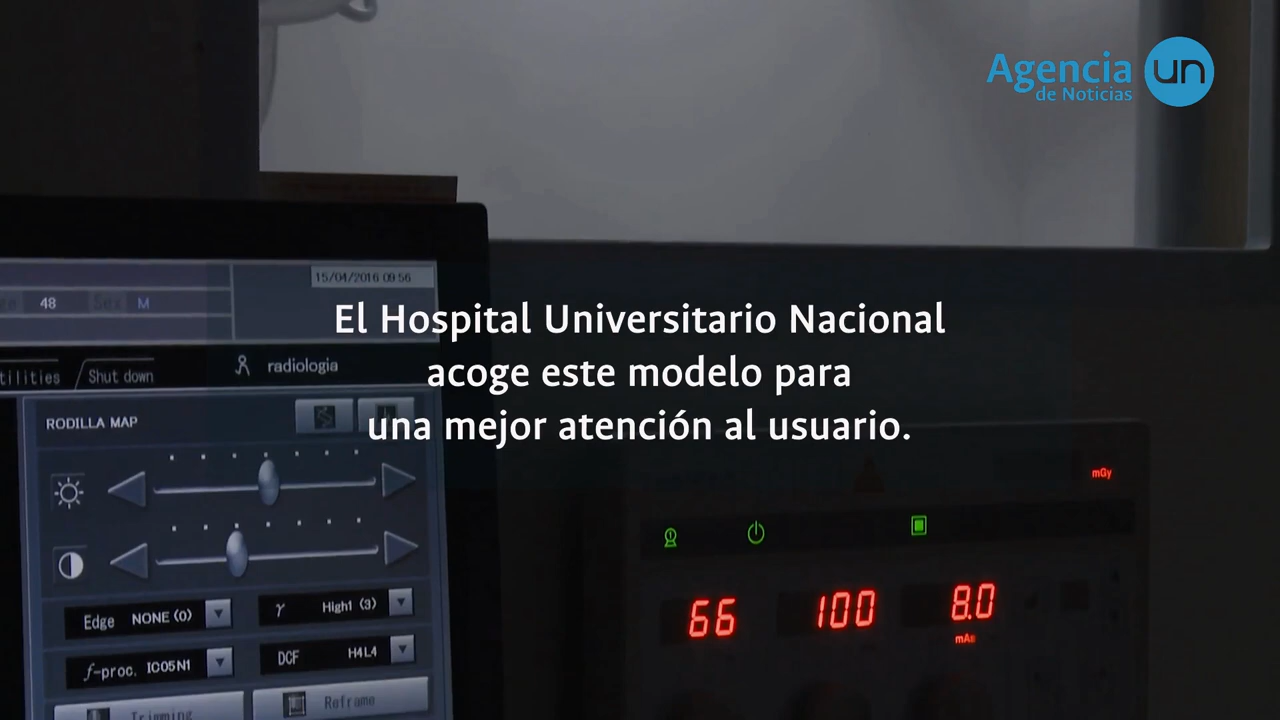 Agencia
de Noticias
un
15/04/2016 09:56
48 Sex M
El Hospital Universitario Nacional
acoge este modelo para
una mejor atención al usuario.
radiologia
Shut down
RODILLA MAP
mGy
Edge NONE (0)
γ High1 (3)
66 100 8.0
mAs
f-proc. IC05N1
DCF H4L4
Trimming
Reframe